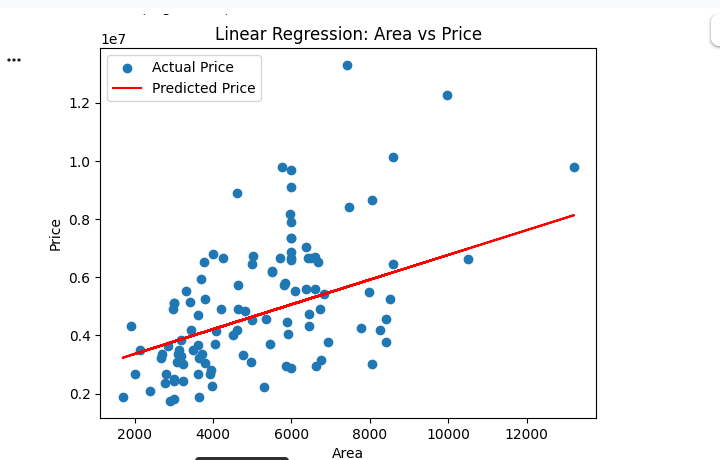 Linear Regression: Area vs Price
1e7
Actual Price
Predicted Price
1.2
1.0
0.8
0.6
0.4
0.2
Price
2000 4000 6000 8000 10000 12000
Area